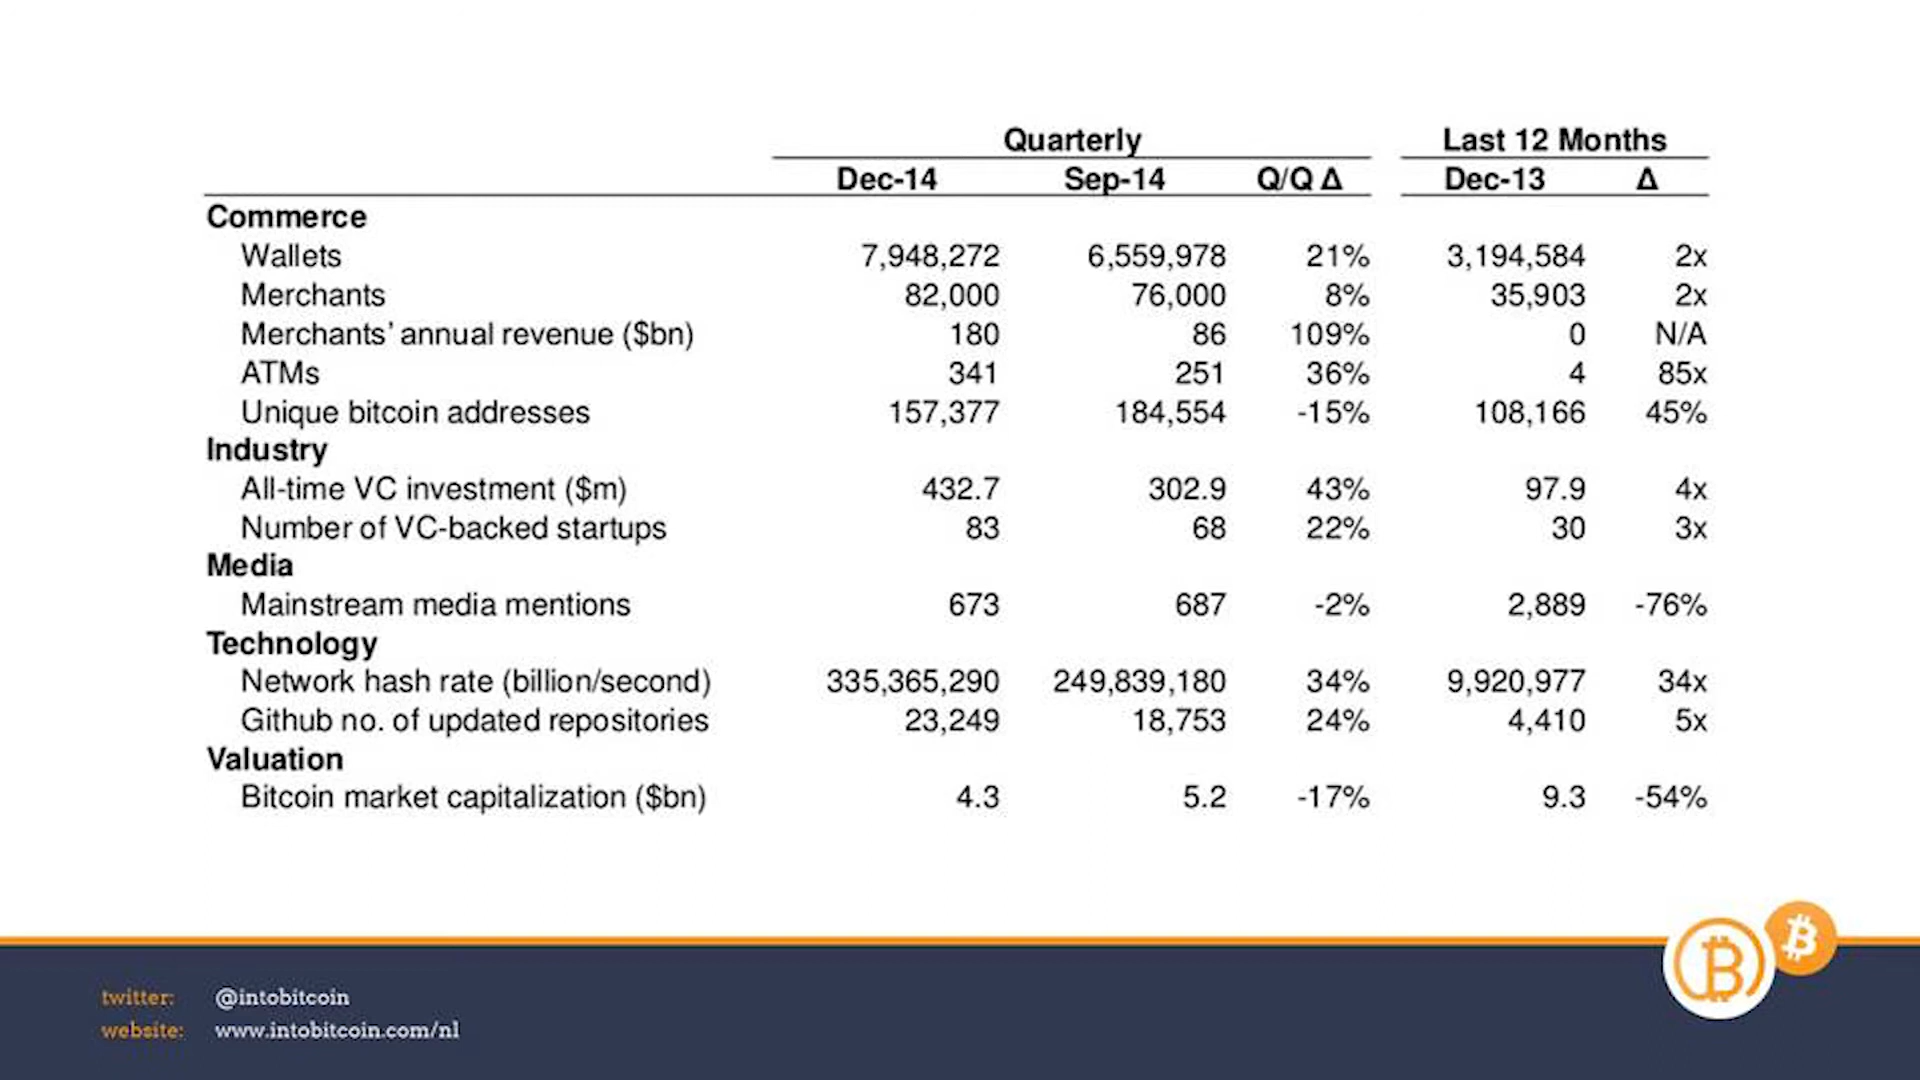 Quarterly Last 12 Months
Dec-14 Sep-14 Q/Q Δ Dec-13 Δ
Commerce
Wallets 7,948,272 6,559,978 21% 3,194,584 2x
Merchants 82,000 76,000 8% 35,903 2x
Merchants' annual revenue ($bn) 180 86 109% 0 N/A
ATMs 341 251 36% 4 85x
Unique bitcoin addresses 157,377 184,554 -15% 108,166 45%
Industry
All-time VC investment ($m) 432.7 302.9 43% 97.9 4x
Number of VC-backed startups 83 68 22% 30 3x
Media
Mainstream media mentions 673 687 -2% 2,889 -76%
Technology
Network hash rate (billion/second) 335,365,290 249,839,180 34% 9,920,977 34x
Github no. of updated repositories 23,249 18,753 24% 4,410 5x
Valuation
Bitcoin market capitalization ($bn) 4.3 5.2 -17% 9.3 -54%
twitter: @intobitcoin
website: www.intobitcoin.com/nl